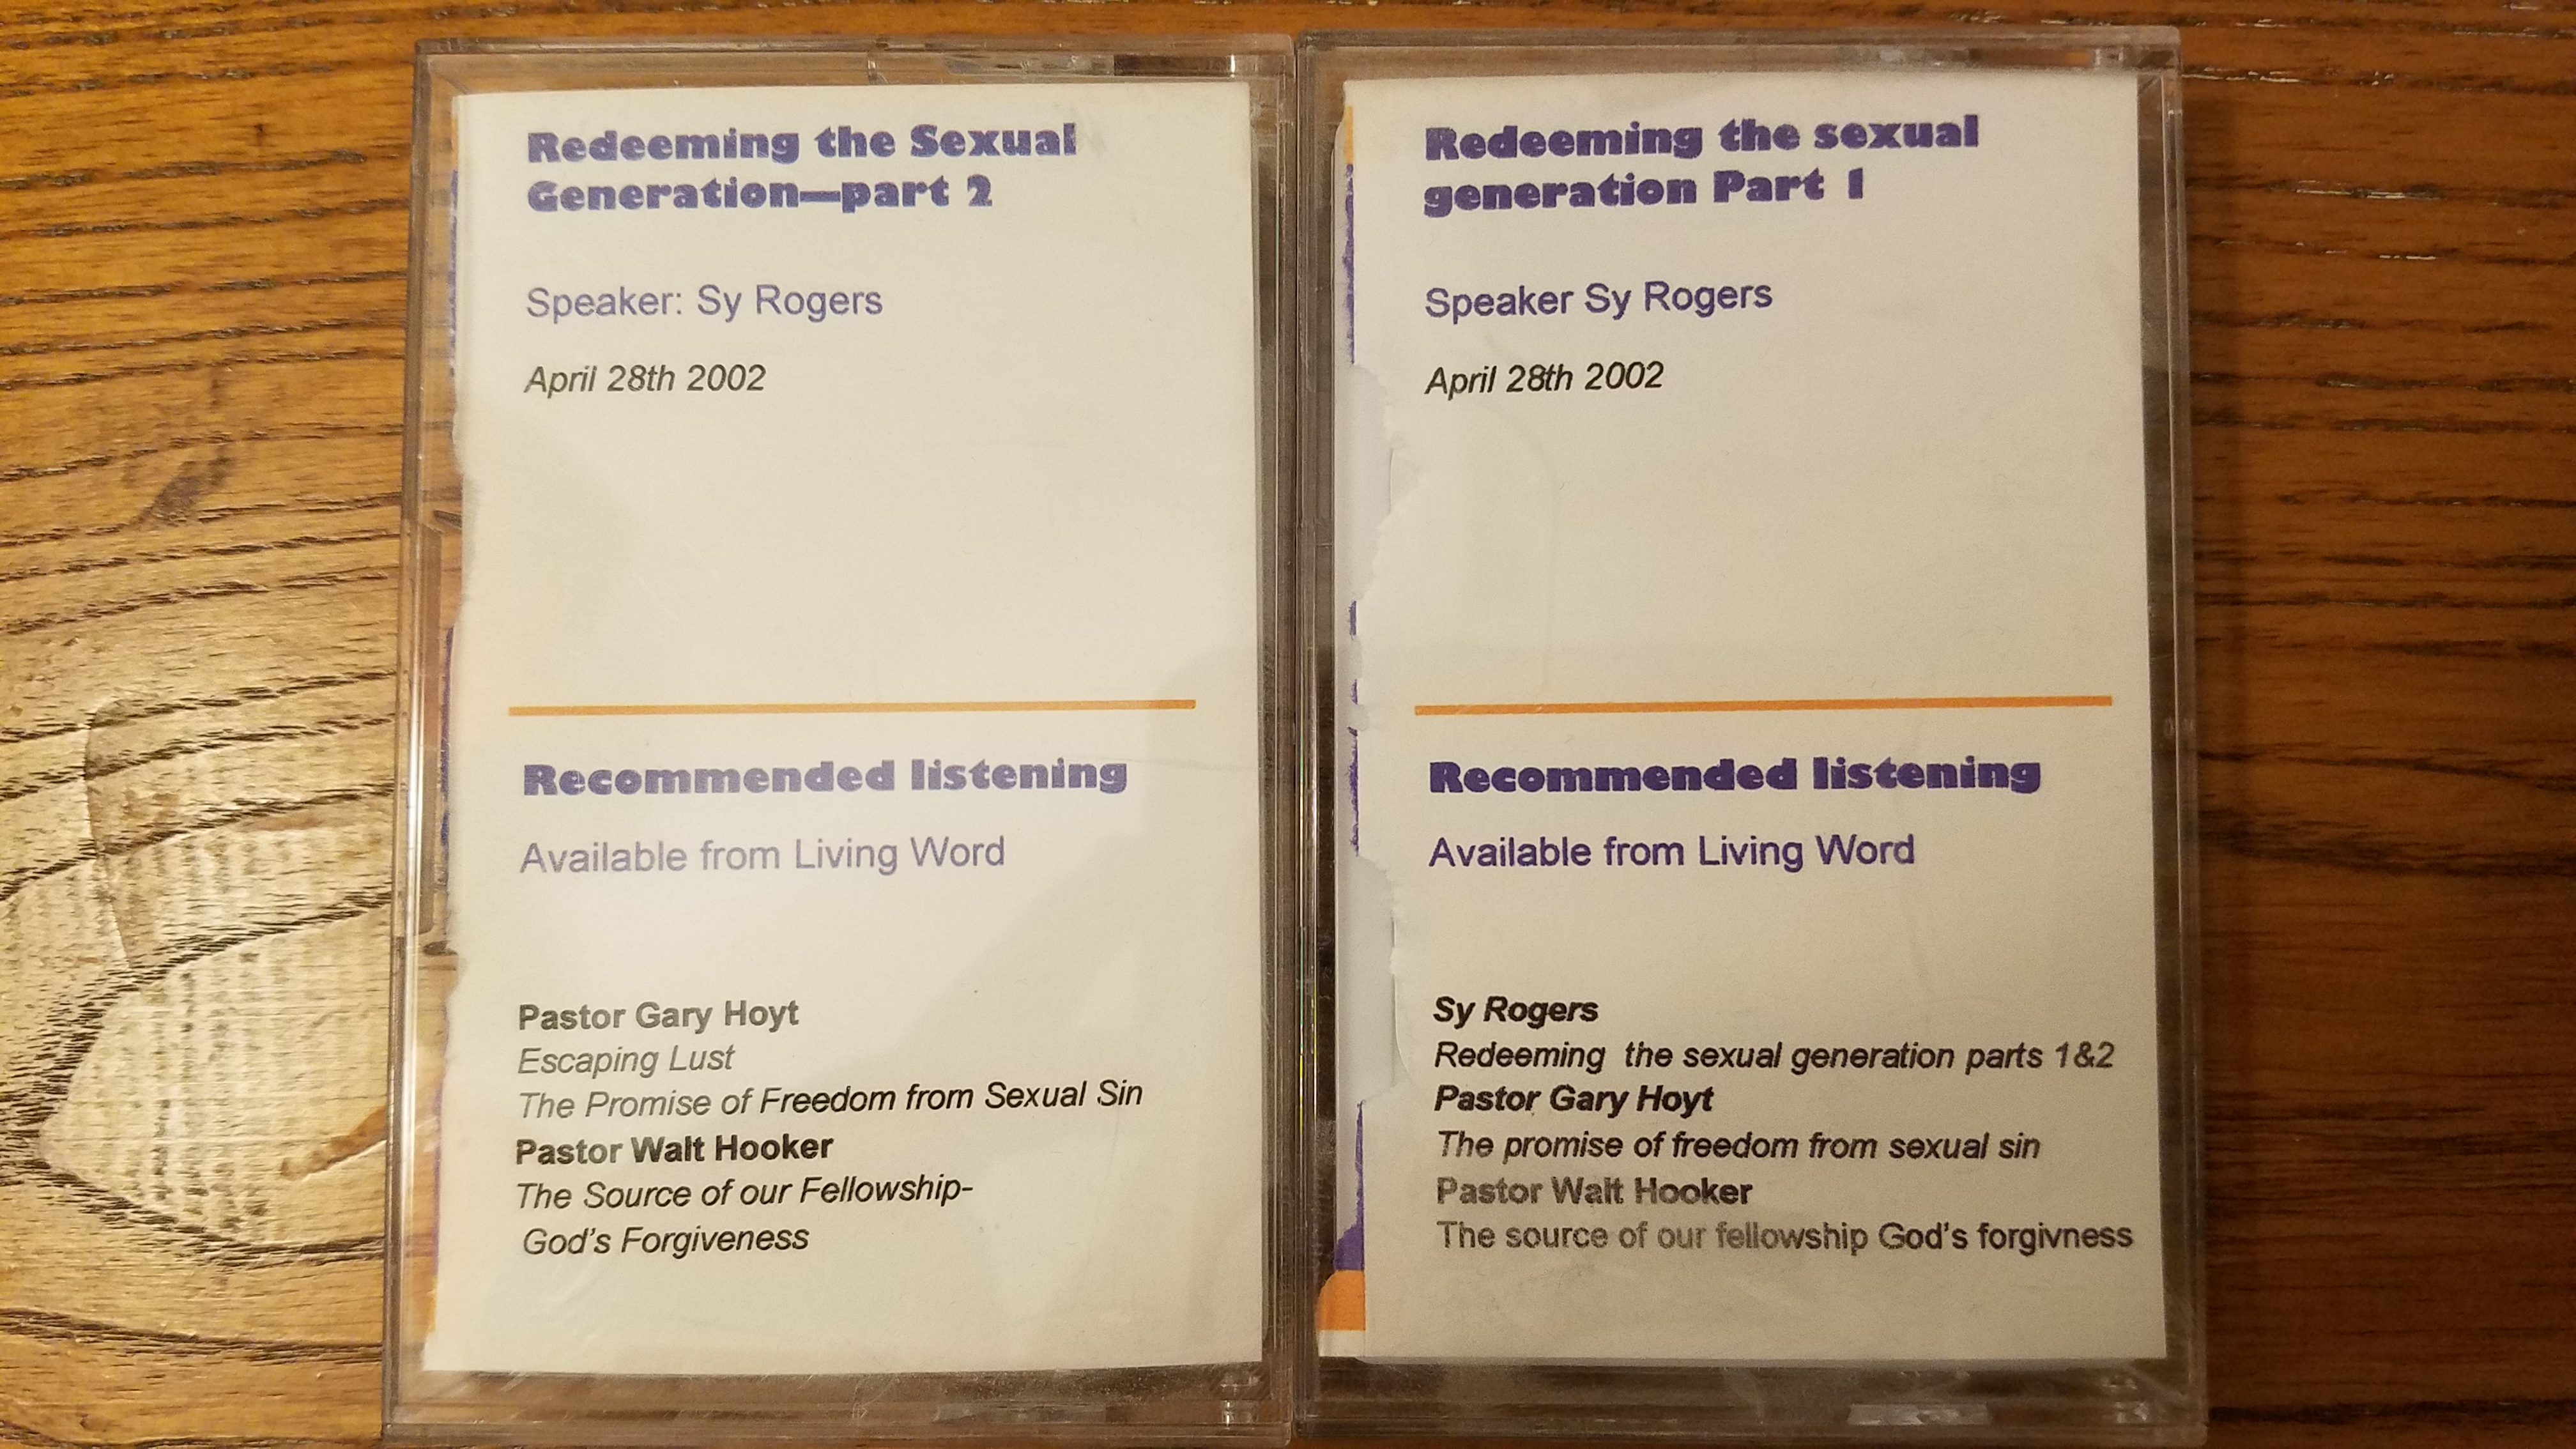 Redeeming the Sexual
Generation—part 2
Speaker: Sy Rogers
April 28th 2002
Recommended listening
Available from Living Word
Pastor Gary Hoyt
Escaping Lust
The Promise of Freedom from Sexual Sin
Pastor Walt Hooker
The Source of our Fellowship-
God's Forgiveness
Redeeming the sexual
generation Part 1
Speaker Sy Rogers
April 28th 2002
Recommended listening
Available from Living Word
Sy Rogers
Redeeming the sexual generation parts 1&2
Pastor Gary Hoyt
The promise of freedom from sexual sin
Pastor Walt Hooker
The source of our fellowship God's forgivness